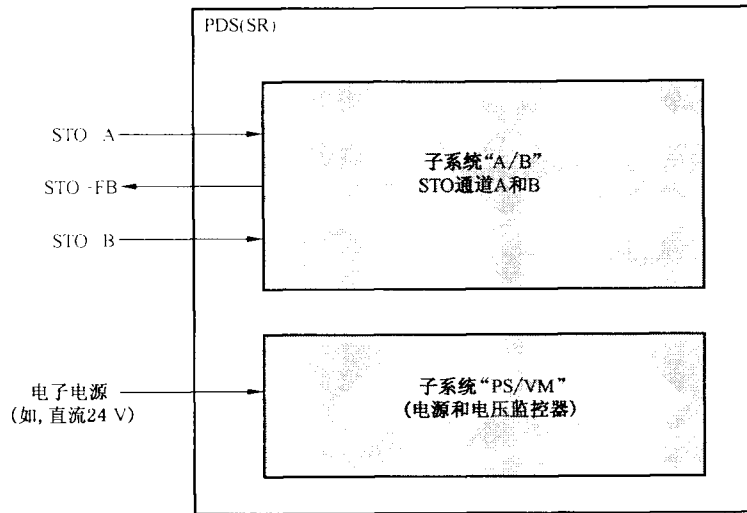 PDS(SR)
STO A
STO -FB
STO B
子系统“A/B”
STO通道A和B
电子电源
(如,直流24 V)
子系统“PS/VM”
(电源和电压监控器)